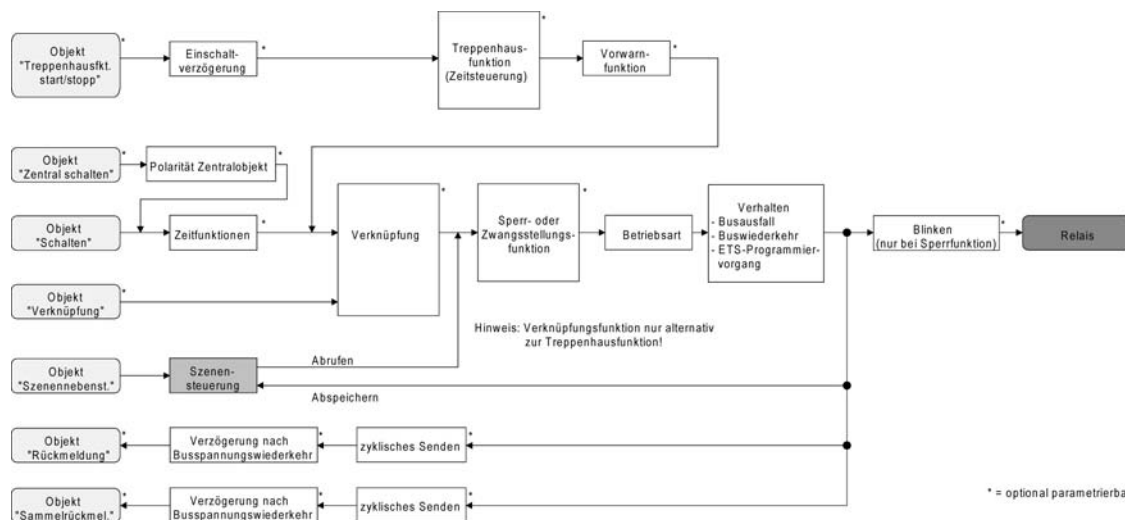 Objekt
"Treppenhausfkt.
start/stopp"
*
Einschalt-
verzögerung
*
Treppenhaus-
funktion
(Zeitsteuerung)
*
Vorwarn-
funktion
*
Objekt
"Zentral schalten"
*
Polarität Zentralobjekt
*
Objekt
"Schalten"
*
Zeitfunktionen
*
Verknüpfung
*
Sperr- oder
Zwangsstellungs-
funktion
*
Betriebsart
Verhalten
- Busausfall
- Buswiederkehr
- ETS-Programmier-
vorgang
Blinken
(nur bei Sperrfunktion)
*
Relais
Objekt
"Verknüpfung"
*
Hinweis: Verknüpfungsfunktion nur alternativ
zur Treppenhausfunktion!
Objekt
"Szenennebenst."
*
Szenen-
steuerung
Abrufen
Abspeichern
Objekt
"Rückmeldung"
*
Verzögerung nach
Busspannungswiederkehr
*
zyklisches Senden
*
Objekt
"Sammelrückmel."
*
Verzögerung nach
Busspannungswiederkehr
*
zyklisches Senden
*
* = optional parametrierba